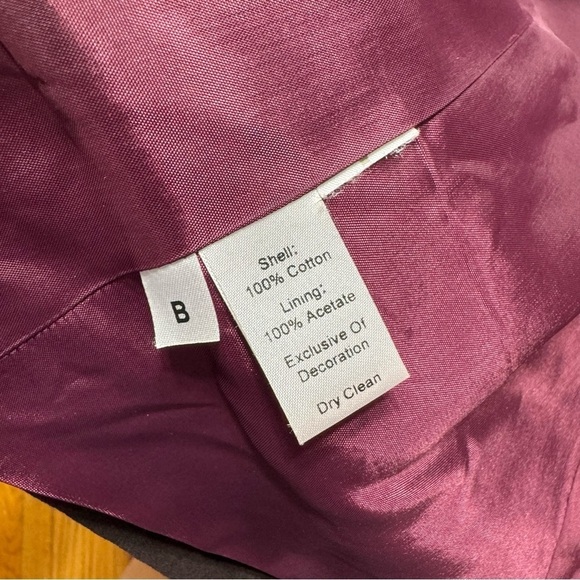 B
Shell:
100% Cotton
Lining:
100% Acetate
Exclusive Of
Decoration
Dry Clean